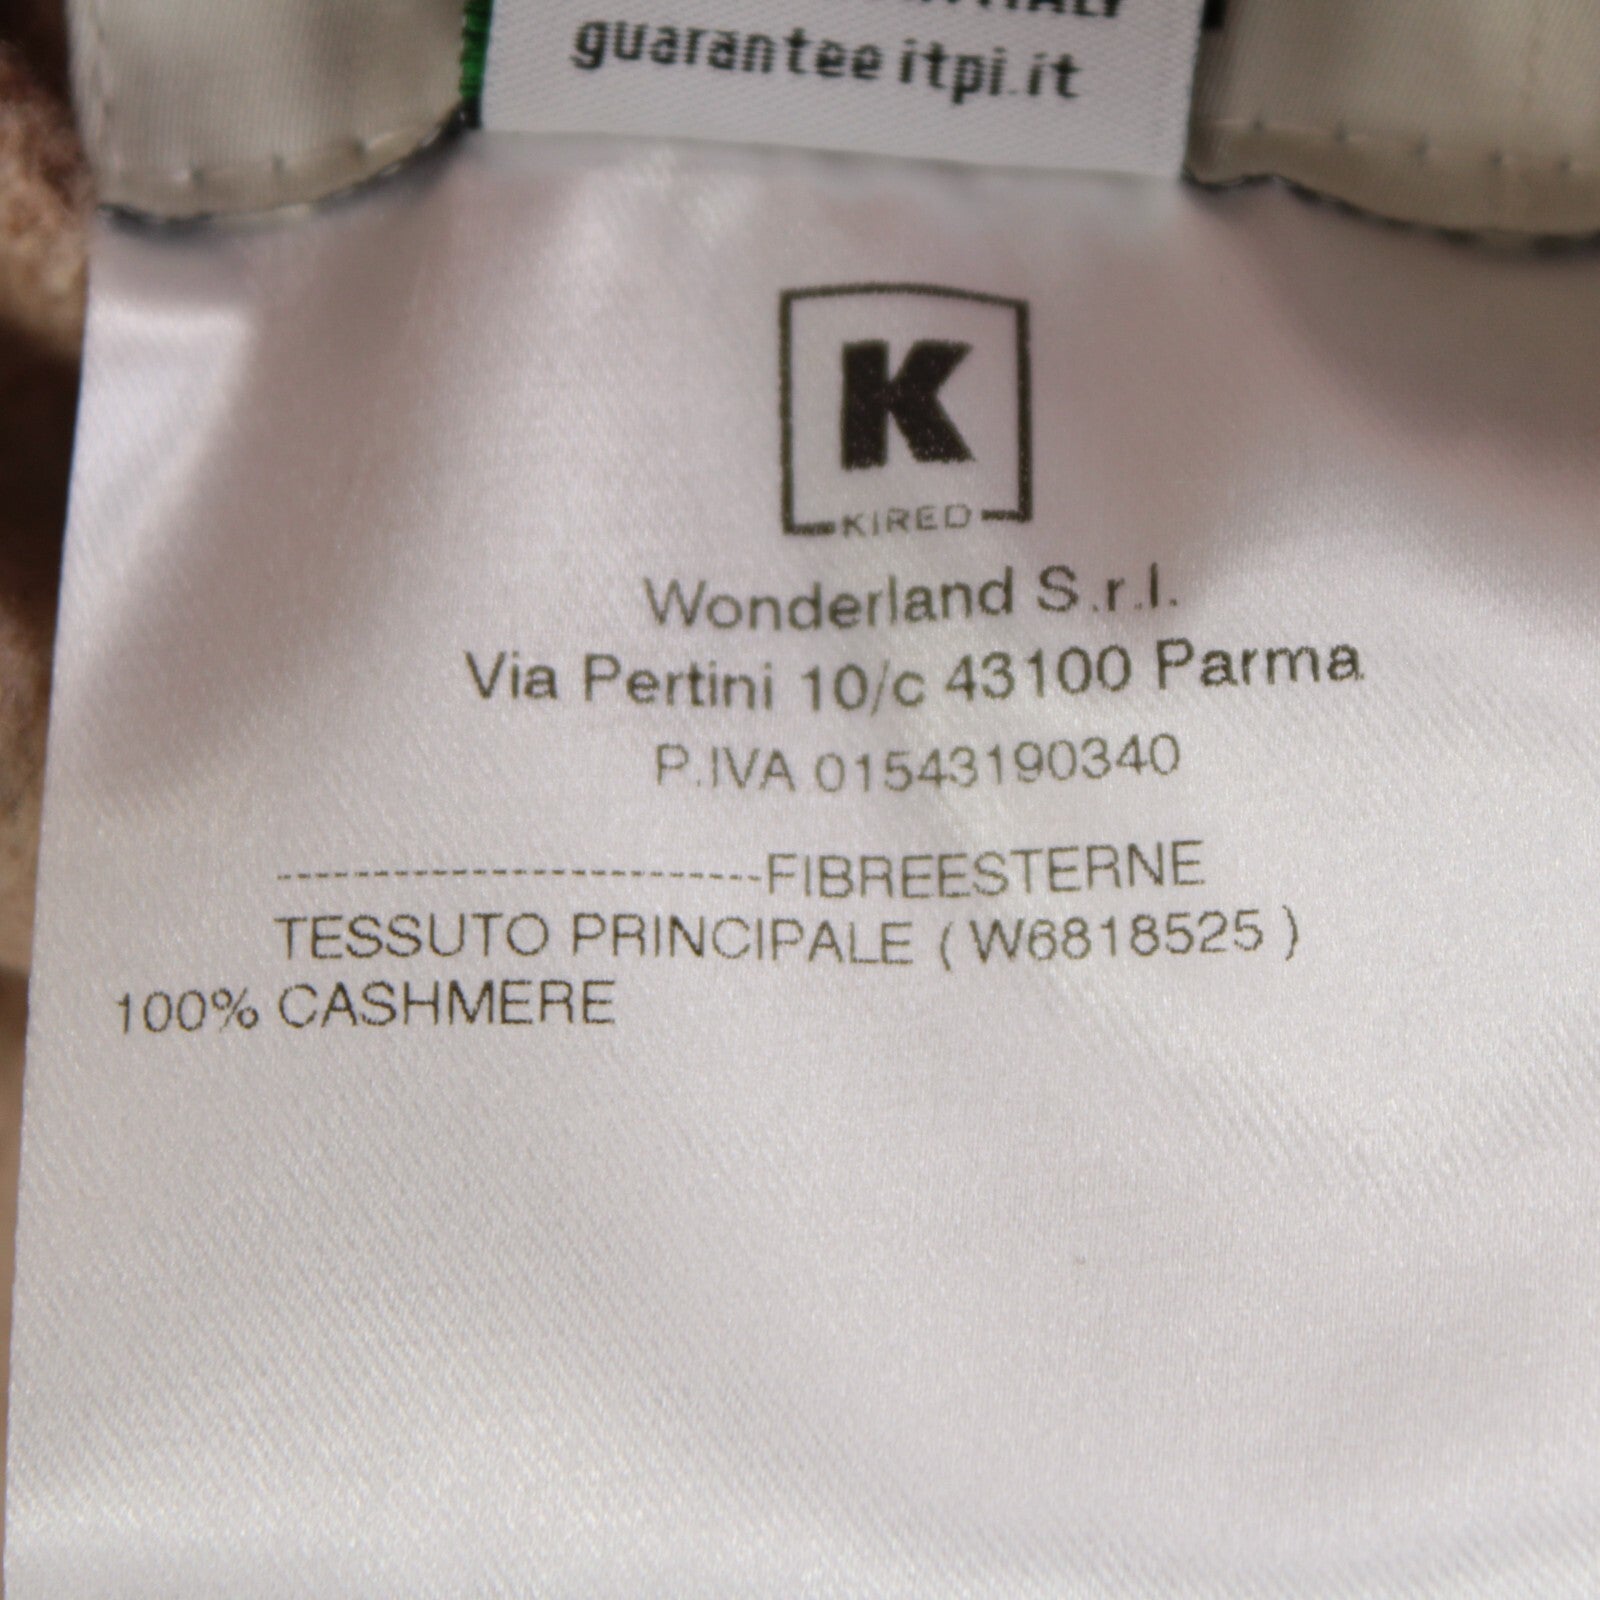 guarantee itpi.it
K
KIRED
Wonderland S.r.l.
Via Pertini 10/c 43100 Parma
P.IVA 01543190340
-------------------------FIBREESTERNE
TESSUTO PRINCIPALE ( W6818525 )
100% CASHMERE